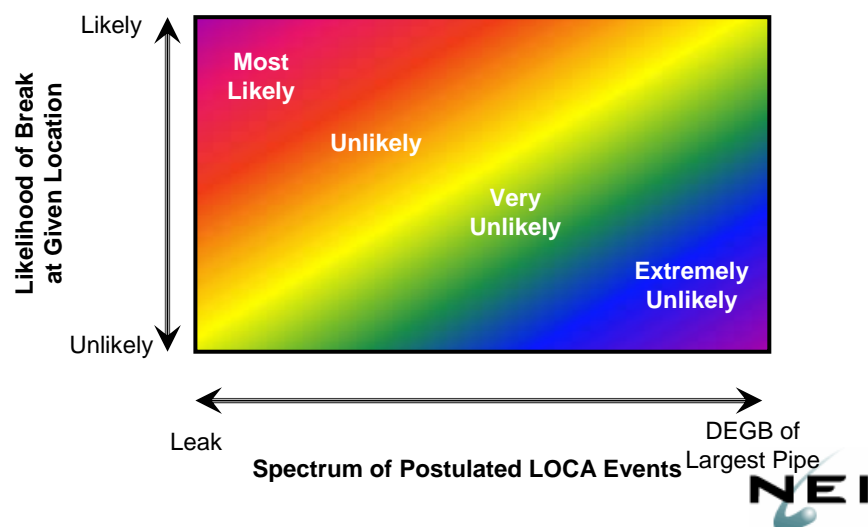 Likely
Most
Likely
Unlikely
Very
Unlikely
Extremely
Unlikely
Likelihood of Break
at Given Location
Unlikely
Leak
DEGB of
Largest Pipe
Spectrum of Postulated LOCA Events
NEI